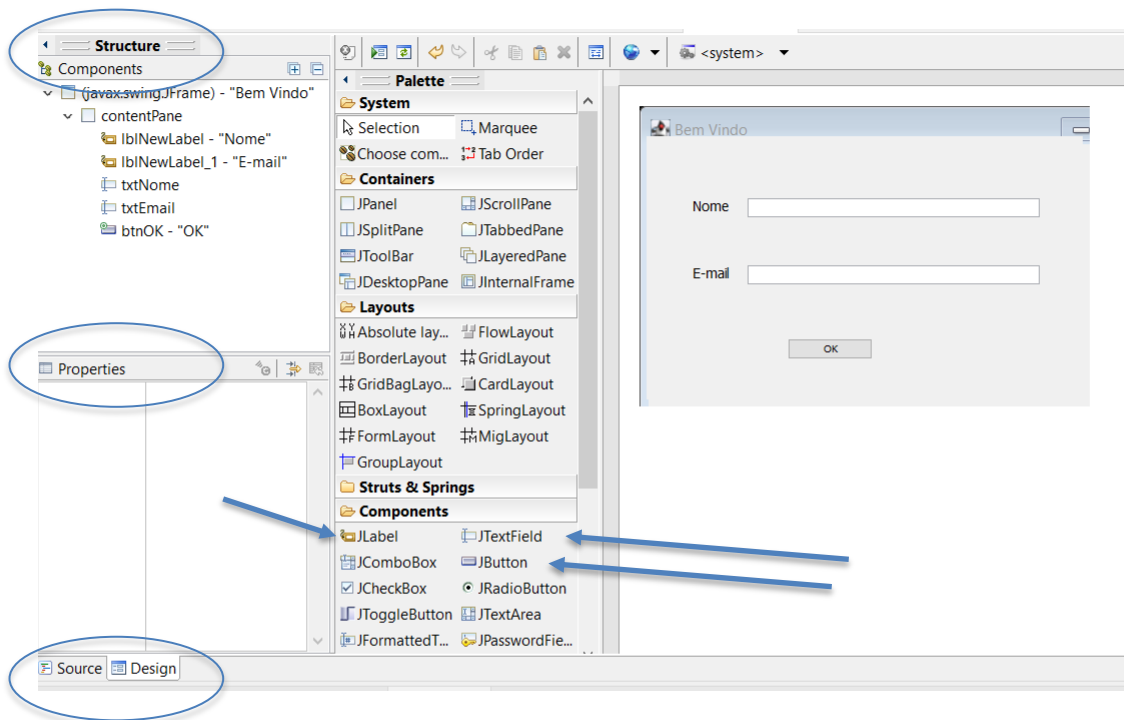 Structure
Components
(javax.swing.JFrame) - "Bem Vindo"
contentPane
lblNewLabel - "Nome"
lblNewLabel_1 - "E-mail"
txtNome
txtEmail
btnOK - "OK"
Properties
Source Design
<system>
Palette
System
Selection Marquee
Choose com... Tab Order
Containers
JPanel JScrollPane
JSplitPane JTabbedPane
JToolBar JLayeredPane
JDesktopPane JInternalFrame
Layouts
Absolute lay... FlowLayout
BorderLayout GridLayout
GridBagLayo... CardLayout
BoxLayout SpringLayout
FormLayout MigLayout
GroupLayout
Struts & Springs
Components
JLabel JTextField
JComboBox JButton
JCheckBox JRadioButton
JToggleButton JTextArea
JFormattedT... JPasswordFie...
Bem Vindo
Nome
E-mail
OK